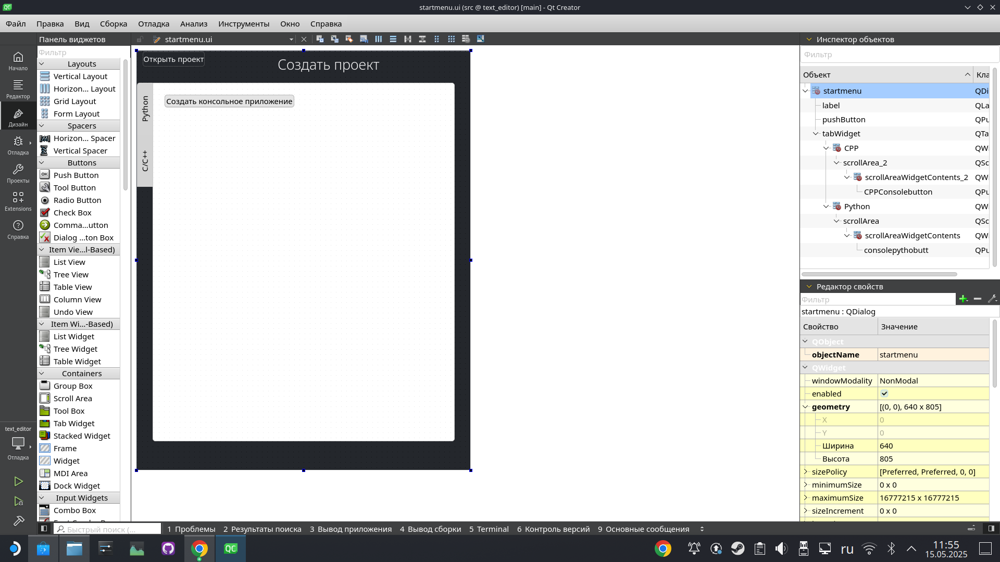 startmenu.ui (src @ text_editor) [main] - Qt Creator
Файл Правка Вид Сборка Отладка Анализ Инструменты Окно Справка
Панель виджетов
startmenu.ui
Инспектор объектов
Фильтр
Layouts
Vertical Layout
Horizon... Layout
Grid Layout
Form Layout
Spacers
Horizon... Spacer
Vertical Spacer
Buttons
Push Button
Tool Button
Radio Button
Check Box
Comma...utton
Dialog ...ton Box
Item Vie...l-Based)
List View
Tree View
Table View
Column View
Undo View
Item Wi...-Based)
List Widget
Tree Widget
Table Widget
Containers
Group Box
Scroll Area
Tool Box
Tab Widget
Stacked Widget
Frame
Widget
MDI Area
Dock Widget
Input Widgets
Combo Box
Начало
Редактор
Дизайн
Отладка
Проекты
Extensions
Справка
text_editor
Отладка
Открыть проект
Создать проект
Python
C/C++
Создать консольное приложение
Фильтр
Объект Кла
startmenu QDi
label QLa
pushButton QPu
tabWidget QTa
CPP QW
scrollArea_2 QSc
scrollAreaWidgetContents_2 QW
CPPConsolebutton QPu
Python QW
scrollArea QSc
scrollAreaWidgetContents QW
consolepythobutt QPu
Редактор свойств
Фильтр
startmenu : QDialog
Свойство Значение
QObject
objectName startmenu
QWidget
windowModality NonModal
enabled
geometry [(0, 0), 640 x 805]
X 0
Y 0
Ширина 640
Высота 805
sizePolicy [Preferred, Preferred, 0, 0]
minimumSize 0 x 0
maximumSize 16777215 x 16777215
sizeIncrement 0 x 0
Быстрый поиск (...
1 Проблемы 2 Результаты поиска 3 Вывод приложения 4 Вывод сборки 5 Terminal 6 Контроль версий 9 Основные сообщения
QC
ru
11:55
15.05.2025